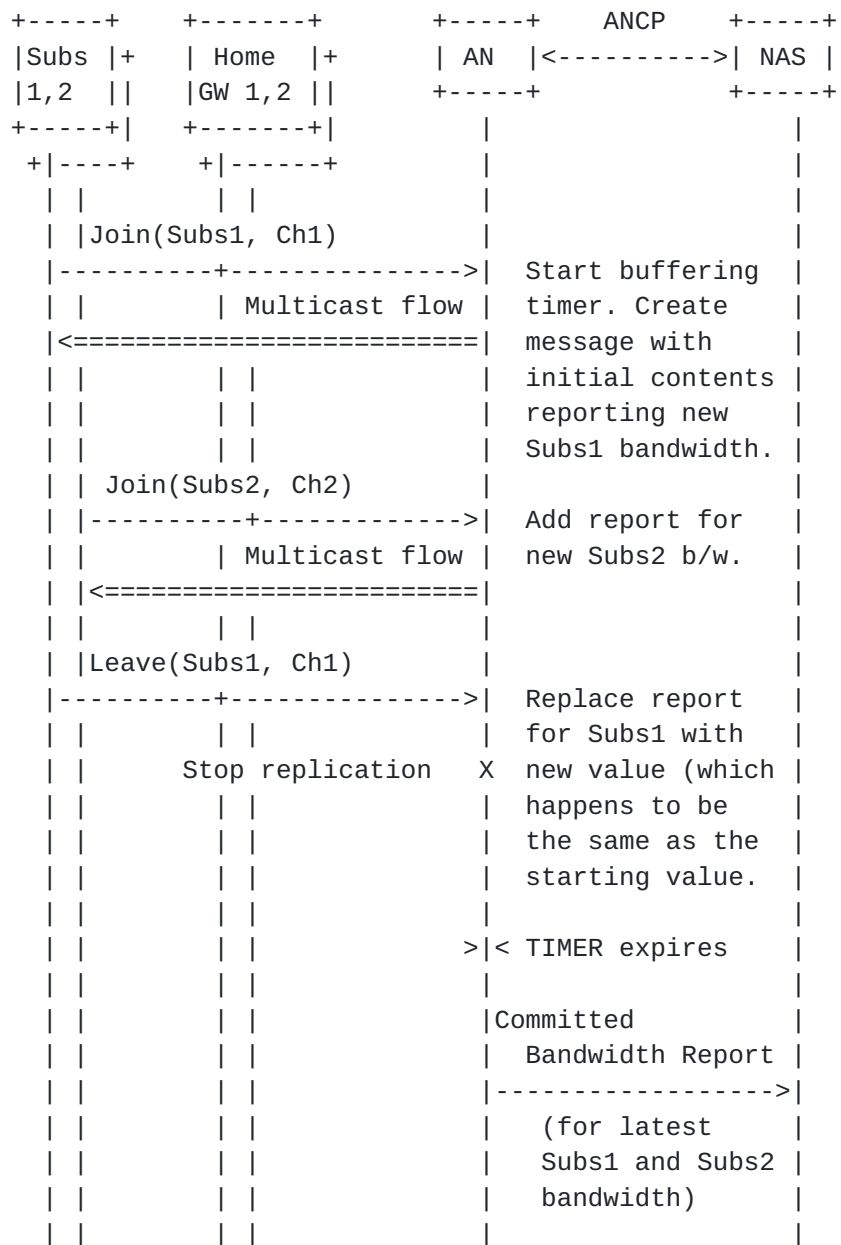 +-----+    +-------+       +-----+    ANCP    +-----+
|Subs |+   | Home  |+      | AN  |<---------->| NAS |
|1,2  ||   |GW 1,2 ||      +-----+            +-----+
+-----+|   +-------+|         |                   |
 +|----+    +|------+         |                   |
  | |        | |              |                   |
  | |Join(Subs1, Ch1)         |                   |
  |----------+--------------->|  Start buffering  |
  | |        | Multicast flow |  timer. Create    |
  |<==========================|  message with     |
  | |        | |              |  initial contents |
  | |        | |              |  reporting new    |
  | |        | |              |  Subs1 bandwidth. |
  | | Join(Subs2, Ch2)        |                   |
  | |----------+------------->|  Add report for   |
  | |        | Multicast flow |  new Subs2 b/w.   |
  | |<========================|                   |
  | |        | |              |                   |
  | |Leave(Subs1, Ch1)        |                   |
  |----------+--------------->|  Replace report   |
  | |        | |              |  for Subs1 with   |
  | |      Stop replication   X  new value (which |
  | |        | |              |  happens to be    |
  | |        | |              |  the same as the  |
  | |        | |              |  starting value.  |
  | |        | |              |                   |
  | |        | |             >|< TIMER expires    |
  | |        | |              |                   |
  | |        | |              |Committed          |
  | |        | |              |  Bandwidth Report |
  | |        | |              |------------------>|
  | |        | |              |   (for latest     |
  | |        | |              |   Subs1 and Subs2 |
  | |        | |              |   bandwidth)      |
  | |        | |              |                   |